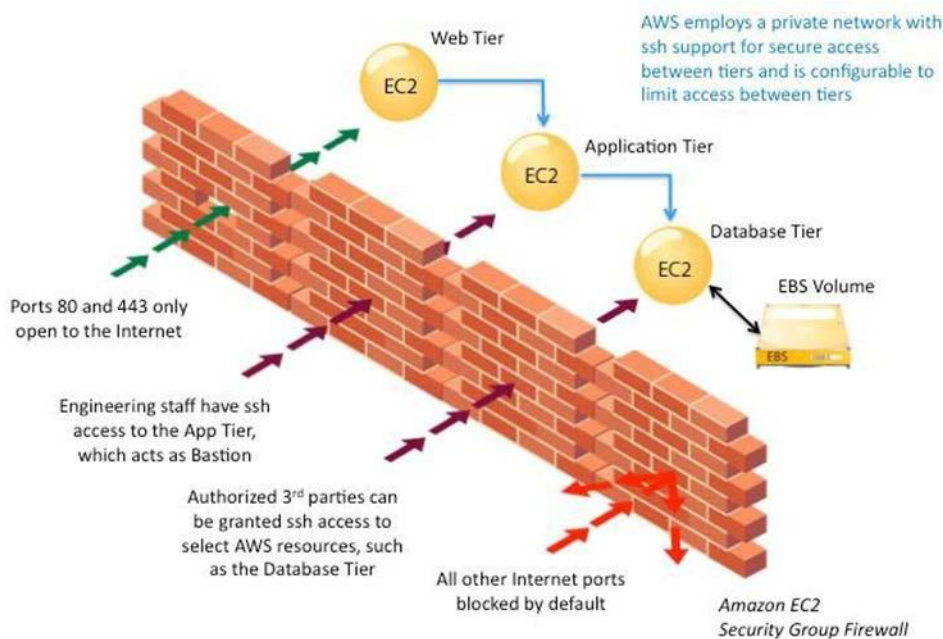 Web Tier
EC2
AWS employs a private network with
ssh support for secure access
between tiers and is configurable to
limit access between tiers
Application Tier
EC2
Database Tier
EC2
EBS Volume
EBS
Ports 80 and 443 only
open to the Internet
Engineering staff have ssh
access to the App Tier,
which acts as Bastion
Authorized 3rd parties can
be granted ssh access to
select AWS resources, such
as the Database Tier
All other Internet ports
blocked by default
Amazon EC2
Security Group Firewall